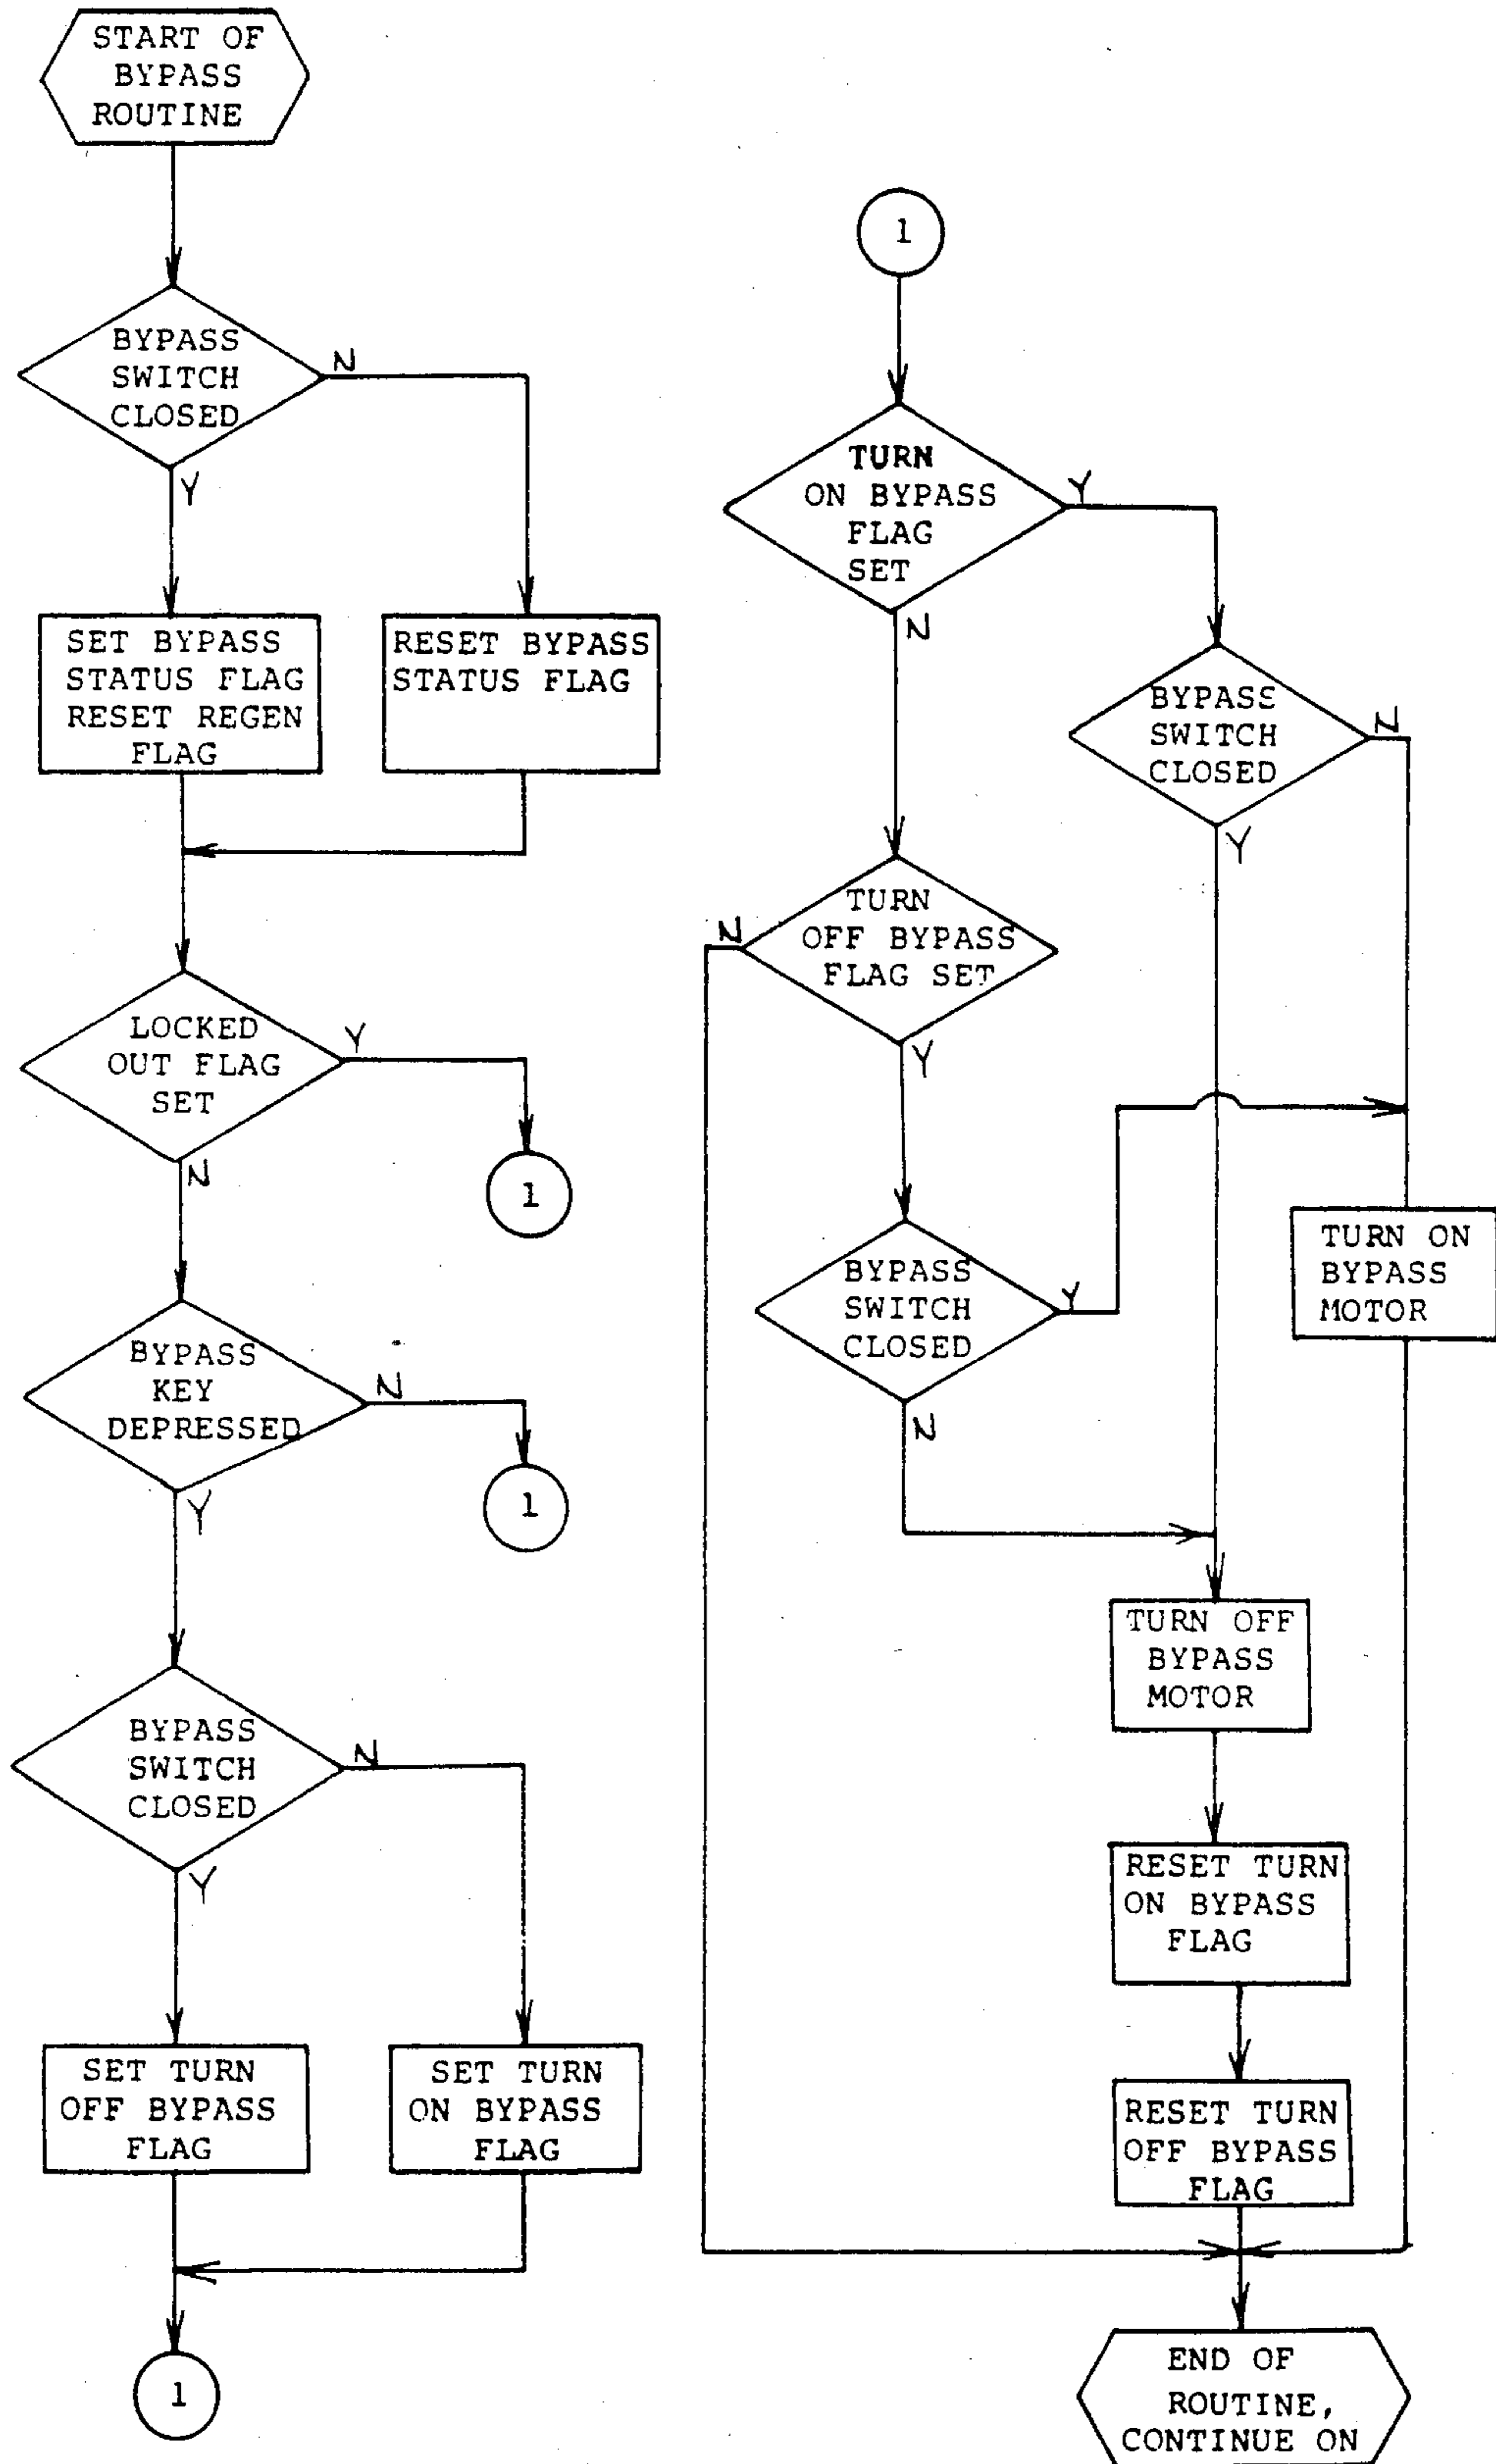 START OF
BYPASS
ROUTINE
BYPASS
SWITCH
CLOSED
N
Y
SET BYPASS
STATUS FLAG
RESET REGEN
FLAG
RESET BYPASS
STATUS FLAG
LOCKED
OUT FLAG
SET
Y
N
1
BYPASS
KEY
DEPRESSED
N
Y
1
BYPASS
SWITCH
CLOSED
N
Y
SET TURN
OFF BYPASS
FLAG
SET TURN
ON BYPASS
FLAG
1
1
TURN
ON BYPASS
FLAG
SET
Y
N
BYPASS
SWITCH
CLOSED
N
Y
TURN
OFF BYPASS
FLAG SET
N
Y
BYPASS
SWITCH
CLOSED
Y
N
TURN ON
BYPASS
MOTOR
TURN OFF
BYPASS
MOTOR
RESET TURN
ON BYPASS
FLAG
RESET TURN
OFF BYPASS
FLAG
END OF
ROUTINE,
CONTINUE ON